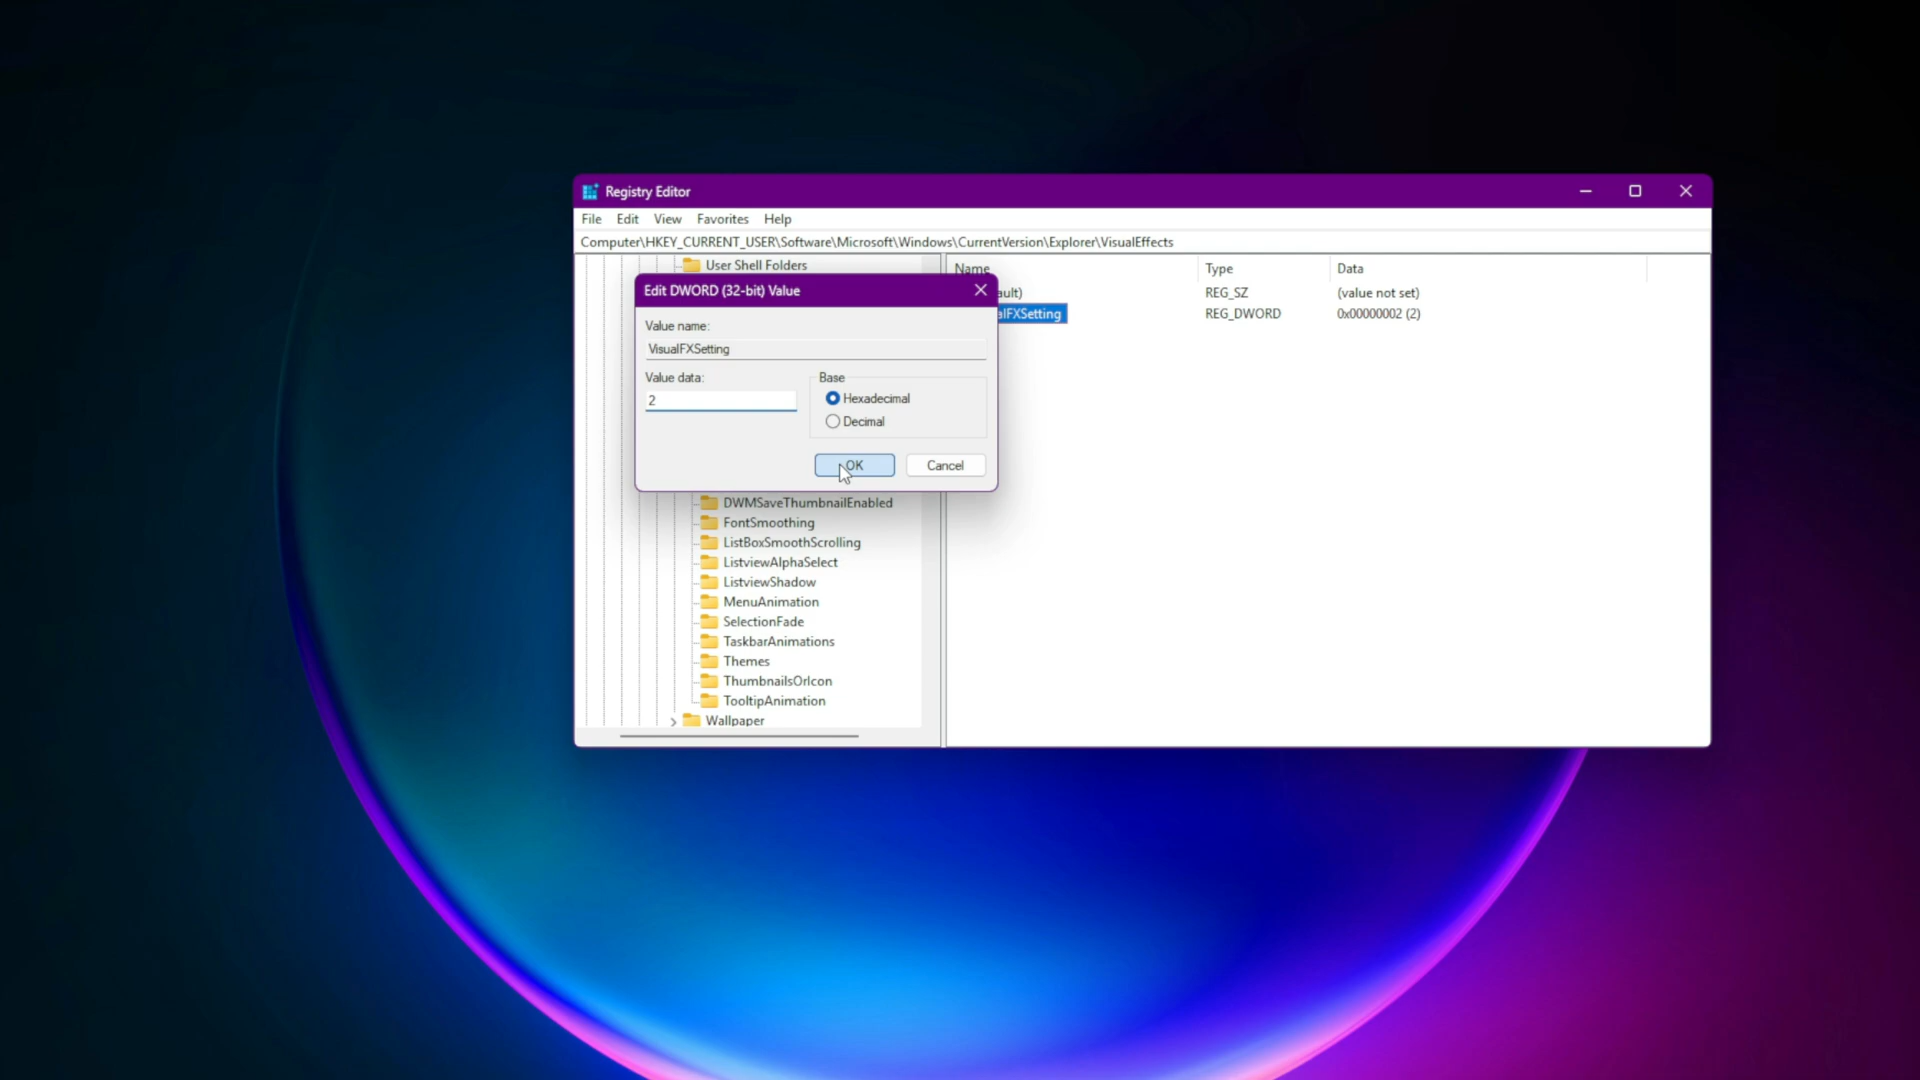 Registry Editor
File Edit View Favorites Help
Computer\HKEY_CURRENT_USER\Software\Microsoft\Windows\CurrentVersion\Explorer\VisualEffects
User Shell Folders
Name Type Data
Edit DWORD (32-bit) Value
ault) REG_SZ (value not set)
alFXSetting REG_DWORD 0x00000002 (2)
Value name:
VisualFXSetting
Value data:
Base
2
Hexadecimal
Decimal
OK
Cancel
DWMSaveThumbnailEnabled
FontSmoothing
ListBoxSmoothScrolling
ListviewAlphaSelect
ListviewShadow
MenuAnimation
SelectionFade
TaskbarAnimations
Themes
ThumbnailsOrIcon
TooltipAnimation
Wallpaper